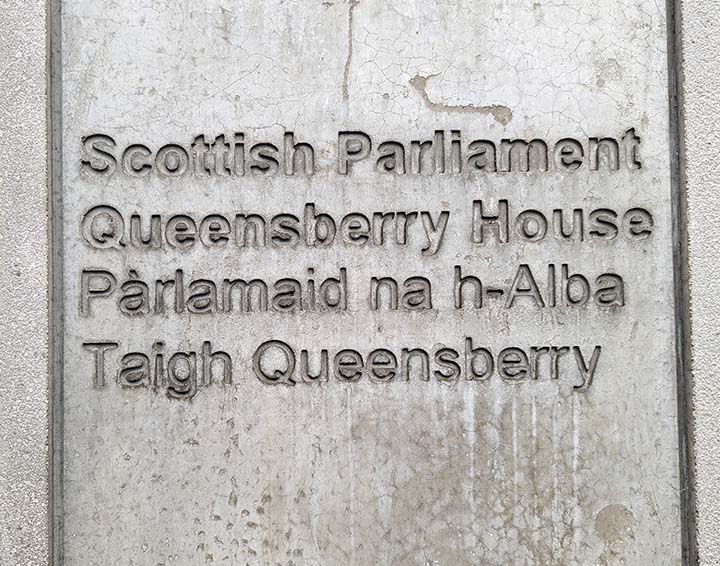 Scottish Parliament
Queensberry House
Pàrlamaid na h-Alba
Taigh Queensberry